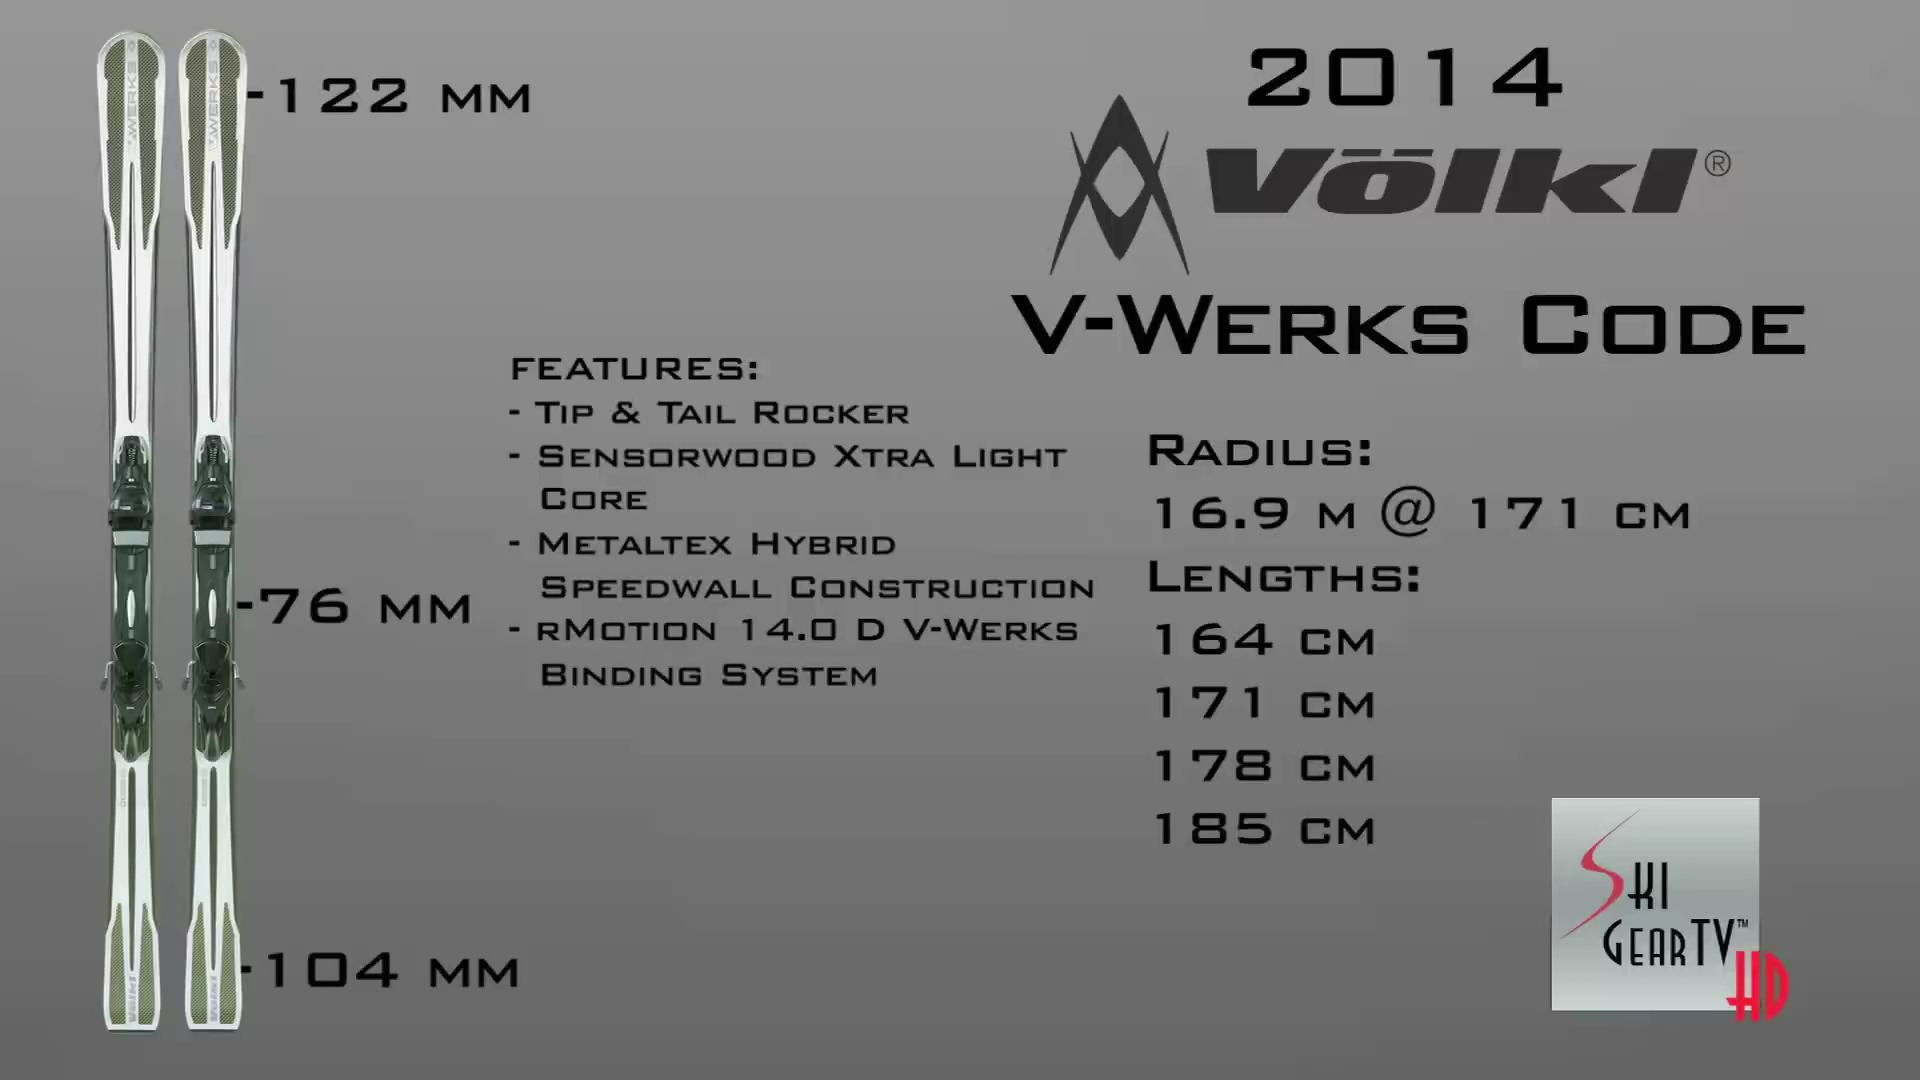 2014
Völkl®
V-Werks Code
-122 mm
-76 mm
-104 mm
Features:
- Tip & Tail Rocker
- Sensorwood Xtra Light
Core
- Metaltex Hybrid
Speedwall Construction
- rMotion 14.0 D V-Werks
Binding System
Radius:
16.9 m @ 171 cm
Lengths:
164 cm
171 cm
178 cm
185 cm
Ski
GearTV™
HD
V-WERKS
V-WERKS